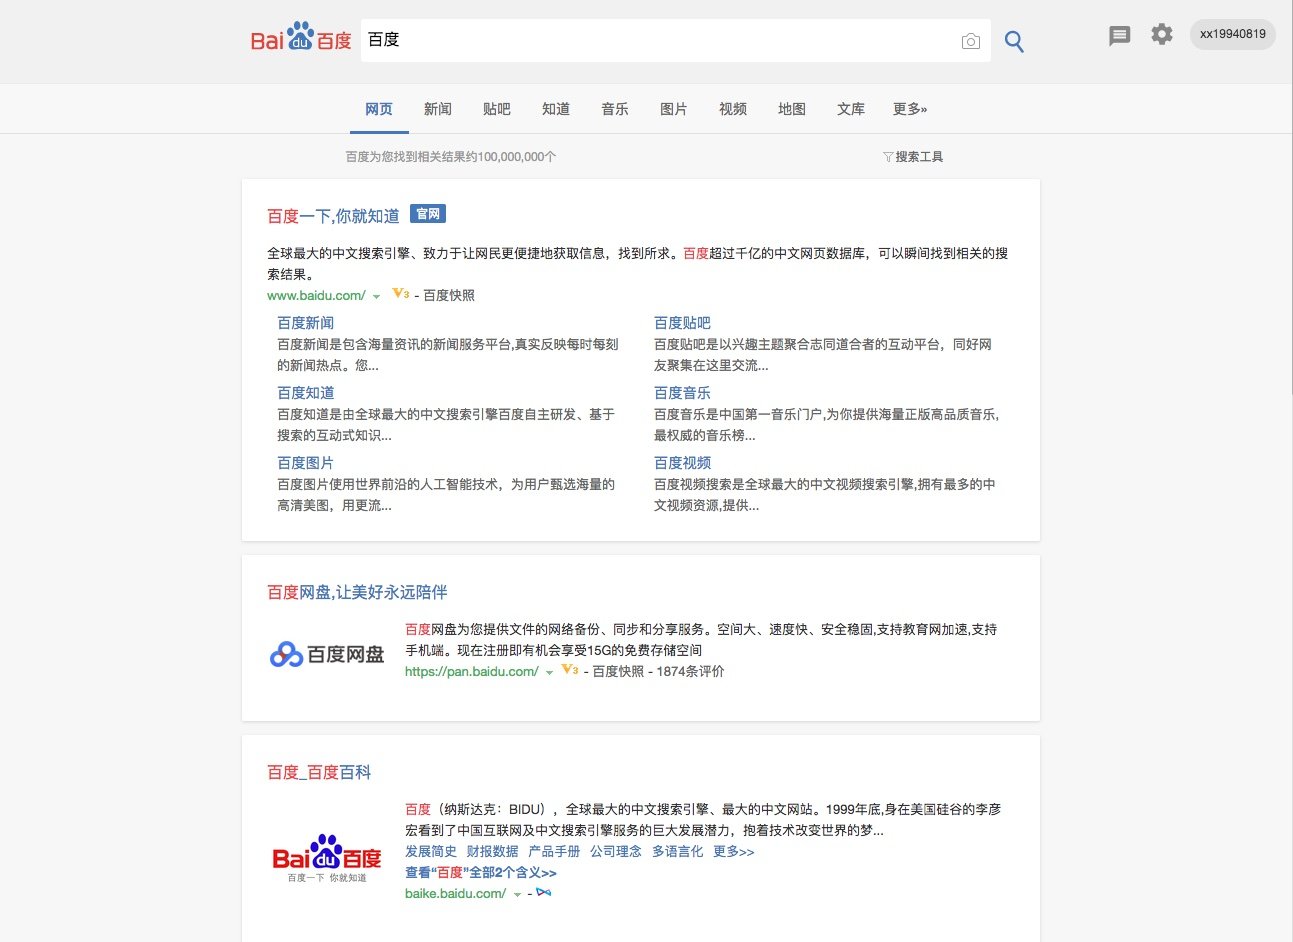 Bai du 百度 百度 xx19940819
网页 新闻 贴吧 知道 音乐 图片 视频 地图 文库 更多»
百度为您找到相关结果约100,000,000个 搜索工具
百度一下,你就知道 官网
全球最大的中文搜索引擎、致力于让网民更便捷地获取信息，找到所求。百度超过千亿的中文网页数据库，可以瞬间找到相关的搜
索结果。
www.baidu.com/ V3 - 百度快照
百度新闻
百度新闻是包含海量资讯的新闻服务平台,真实反映每时每刻
的新闻热点。您...
百度贴吧
百度贴吧是以兴趣主题聚合志同道合者的互动平台，同好网
友聚集在这里交流...
百度知道
百度知道是由全球最大的中文搜索引擎百度自主研发、基于
搜索的互动式知识...
百度音乐
百度音乐是中国第一音乐门户,为你提供海量正版高品质音乐,
最权威的音乐榜...
百度图片
百度图片使用世界前沿的人工智能技术，为用户甄选海量的
高清美图，用更流...
百度视频
百度视频搜索是全球最大的中文视频搜索引擎,拥有最多的中
文视频资源,提供...
百度网盘,让美好永远陪伴
百度网盘
百度网盘为您提供文件的网络备份、同步和分享服务。空间大、速度快、安全稳固,支持教育网加速,支持
手机端。现在注册即有机会享受15G的免费存储空间
https://pan.baidu.com/ V3 - 百度快照 - 1874条评价
百度_百度百科
Bai du 百度
百度一下 你就知道
百度（纳斯达克：BIDU），全球最大的中文搜索引擎、最大的中文网站。1999年底,身在美国硅谷的李彦
宏看到了中国互联网及中文搜索引擎服务的巨大发展潜力，抱着技术改变世界的梦...
发展简史 财报数据 产品手册 公司理念 多语言化 更多>>
查看“百度”全部2个含义>>
baike.baidu.com/ -